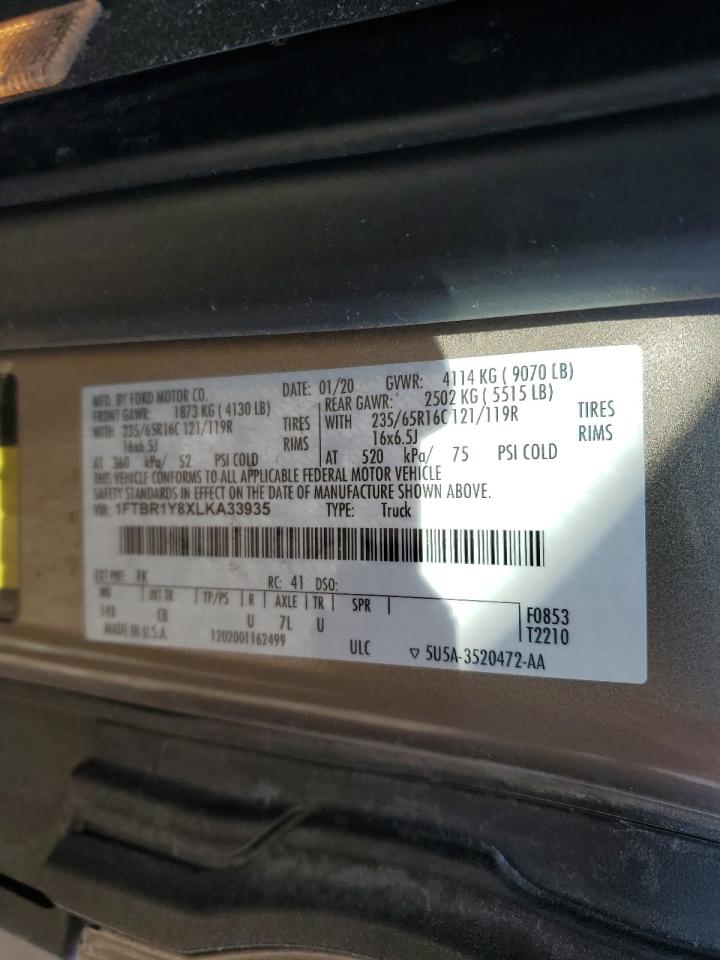 MFD. BY FORD MOTOR CO. DATE: 01/20 GVWR: 4114 KG ( 9070 LB)
FRONT GAWR: 1873 KG ( 4130 LB) REAR GAWR: 2502 KG ( 5515 LB)
WITH 235/65R16C 121/119R TIRES WITH 235/65R16C 121/119R TIRES
16x6.5J RIMS 16x6.5J RIMS
AT 360 kPa/ 52 PSI COLD AT 520 kPa/ 75 PSI COLD
THIS VEHICLE CONFORMS TO ALL APPLICABLE FEDERAL MOTOR VEHICLE
SAFETY STANDARDS IN EFFECT ON THE DATE OF MANUFACTURE SHOWN ABOVE.
VIN: 1FTBR1Y8XLKA33935 TYPE: Truck
EXT PNT: FK RC: 41 DSO:
WB INT TR TP/PS R AXLE TR SPR
148 CB U 7L U
F0853
T2210
MADE IN U.S.A. 1202001162499 ULC ▽ 5U5A-3520472-AA